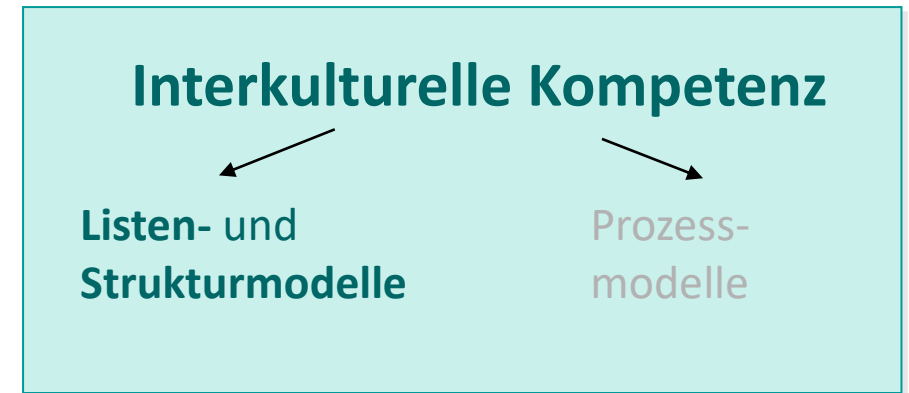 Interkulturelle Kompetenz
Listen- und
Strukturmodelle
Prozess-
modelle